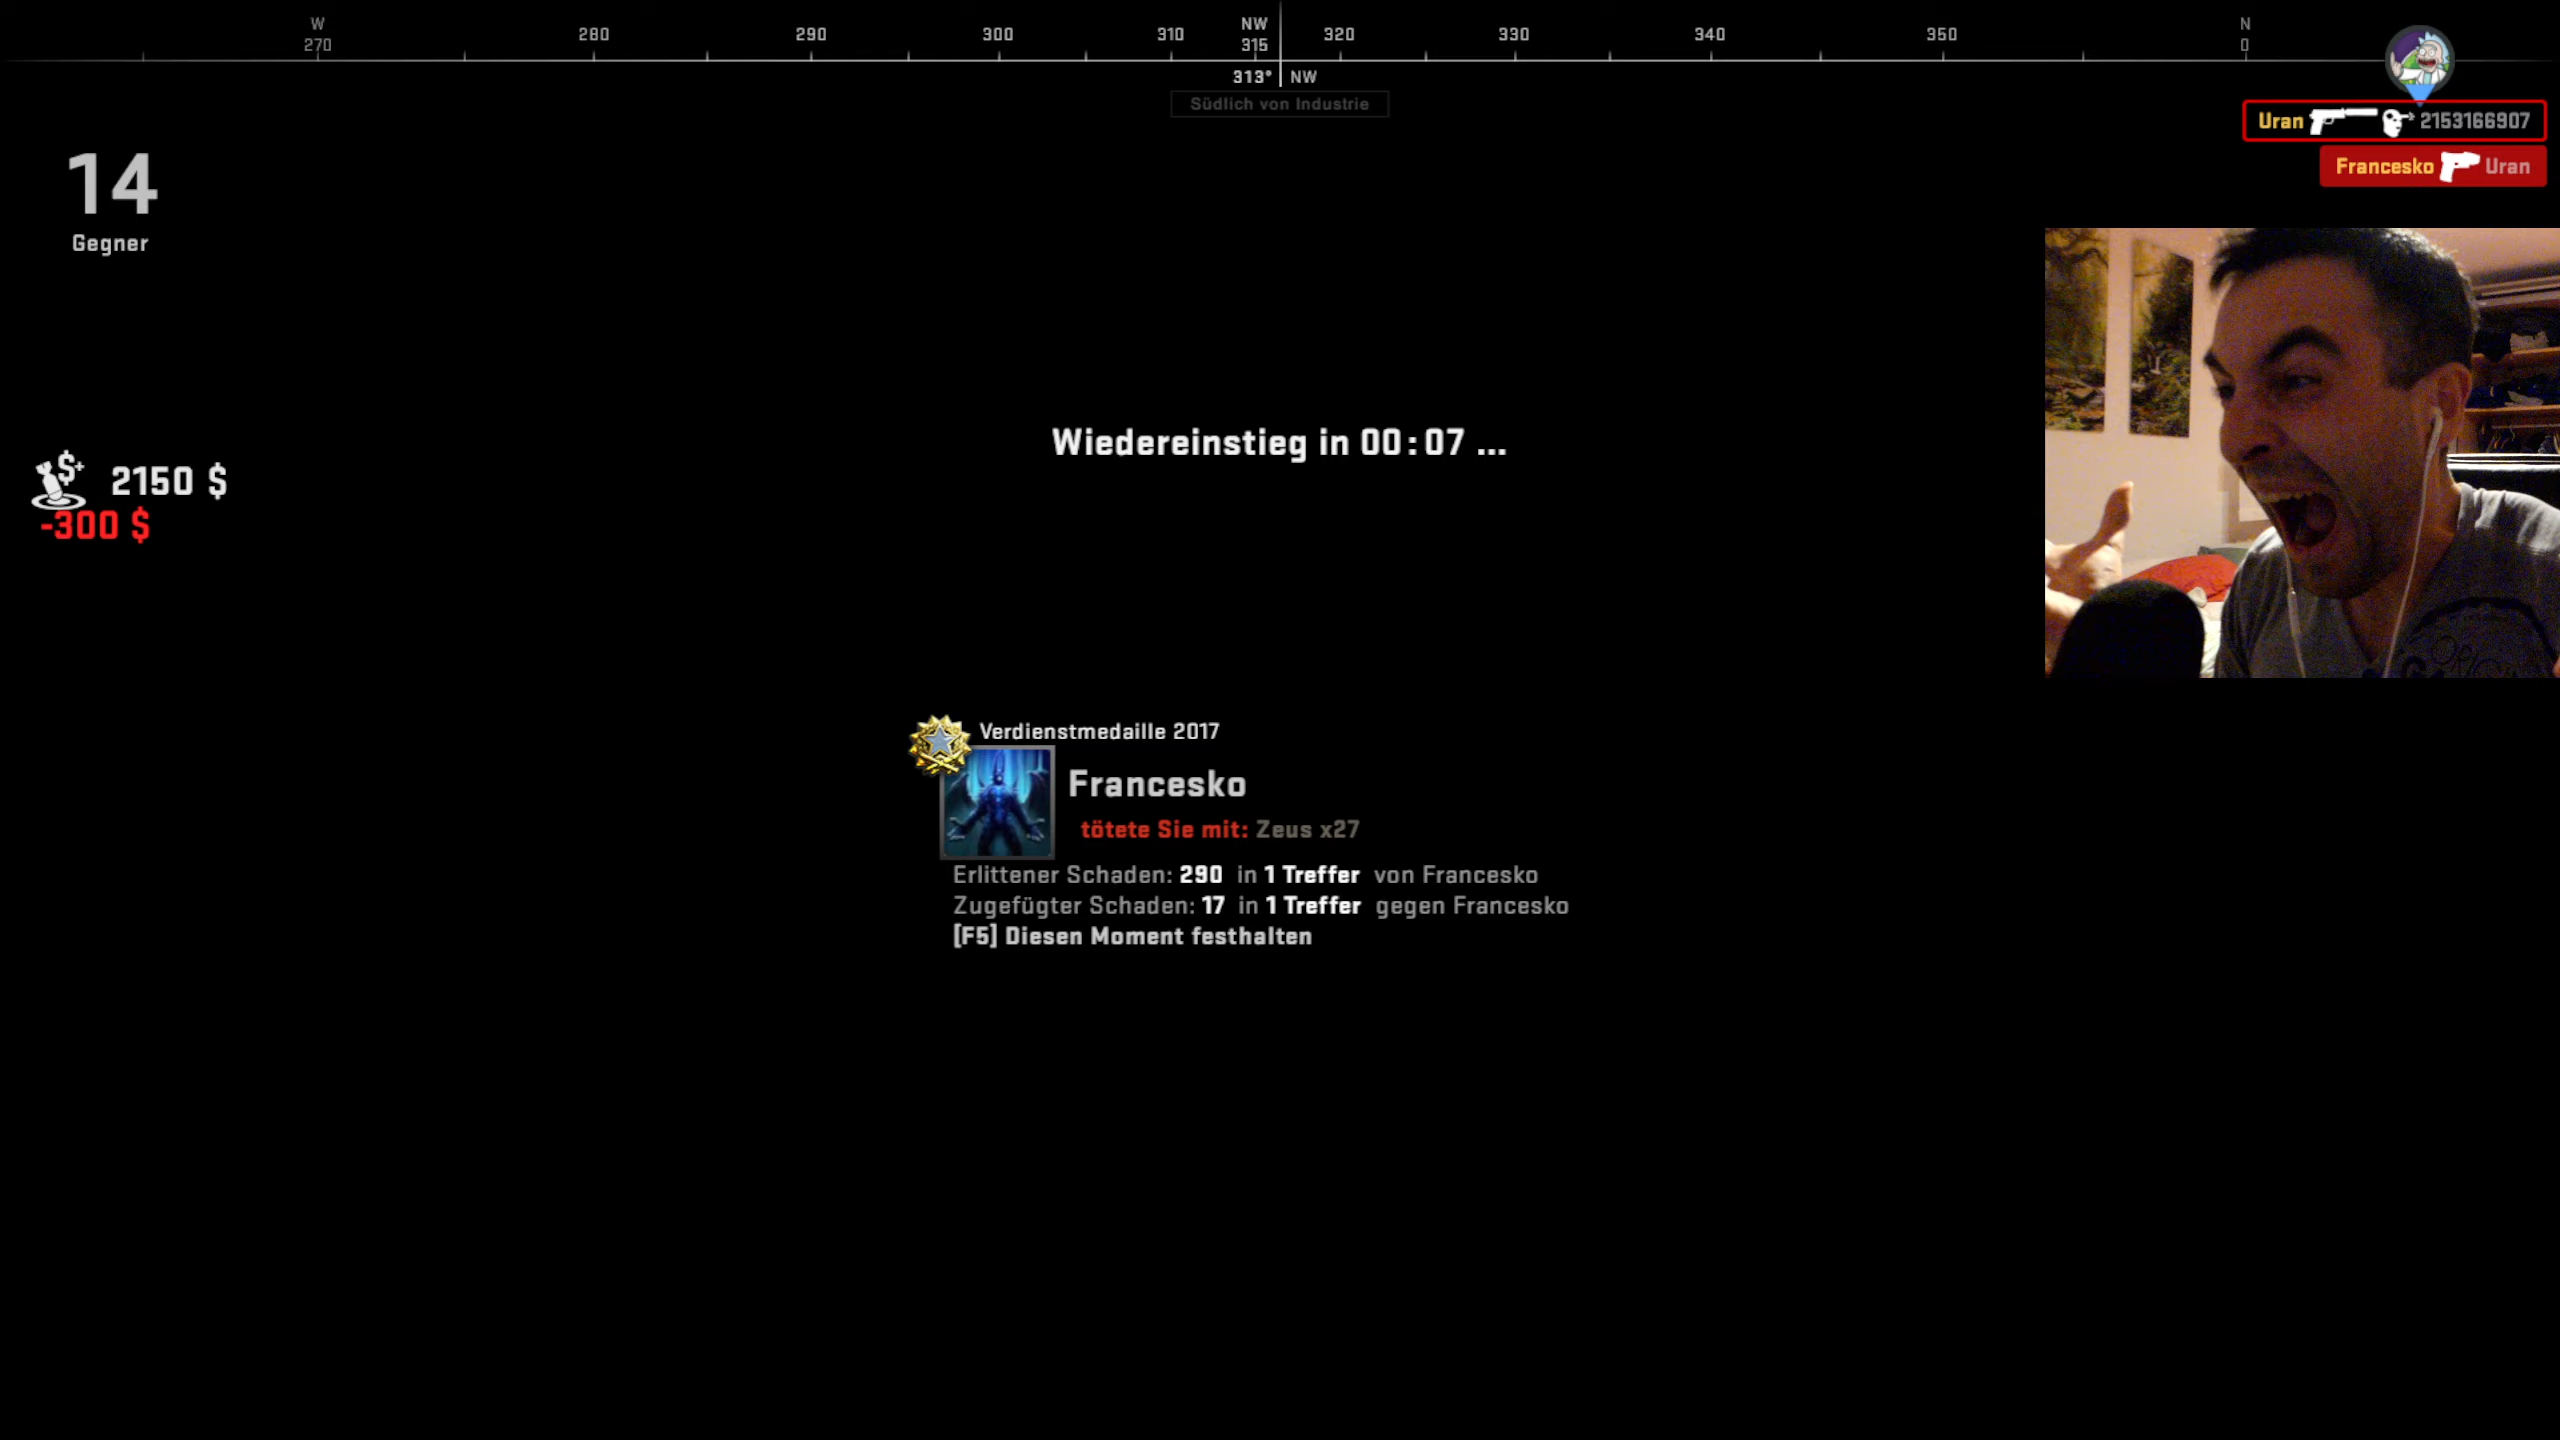 W
270
280
290
300
310
NW
315
320
330
340
350
N
0
313° NW
Südlich von Industrie
Uran 2153166907
Francesko Uran
14
Gegner
Wiedereinstieg in 00:07 ...
2150 $
-300 $
Verdienstmedaille 2017
Francesko
tötete Sie mit: Zeus x27
Erlittener Schaden: 290 in 1 Treffer von Francesko
Zugefügter Schaden: 17 in 1 Treffer gegen Francesko
[F5] Diesen Moment festhalten